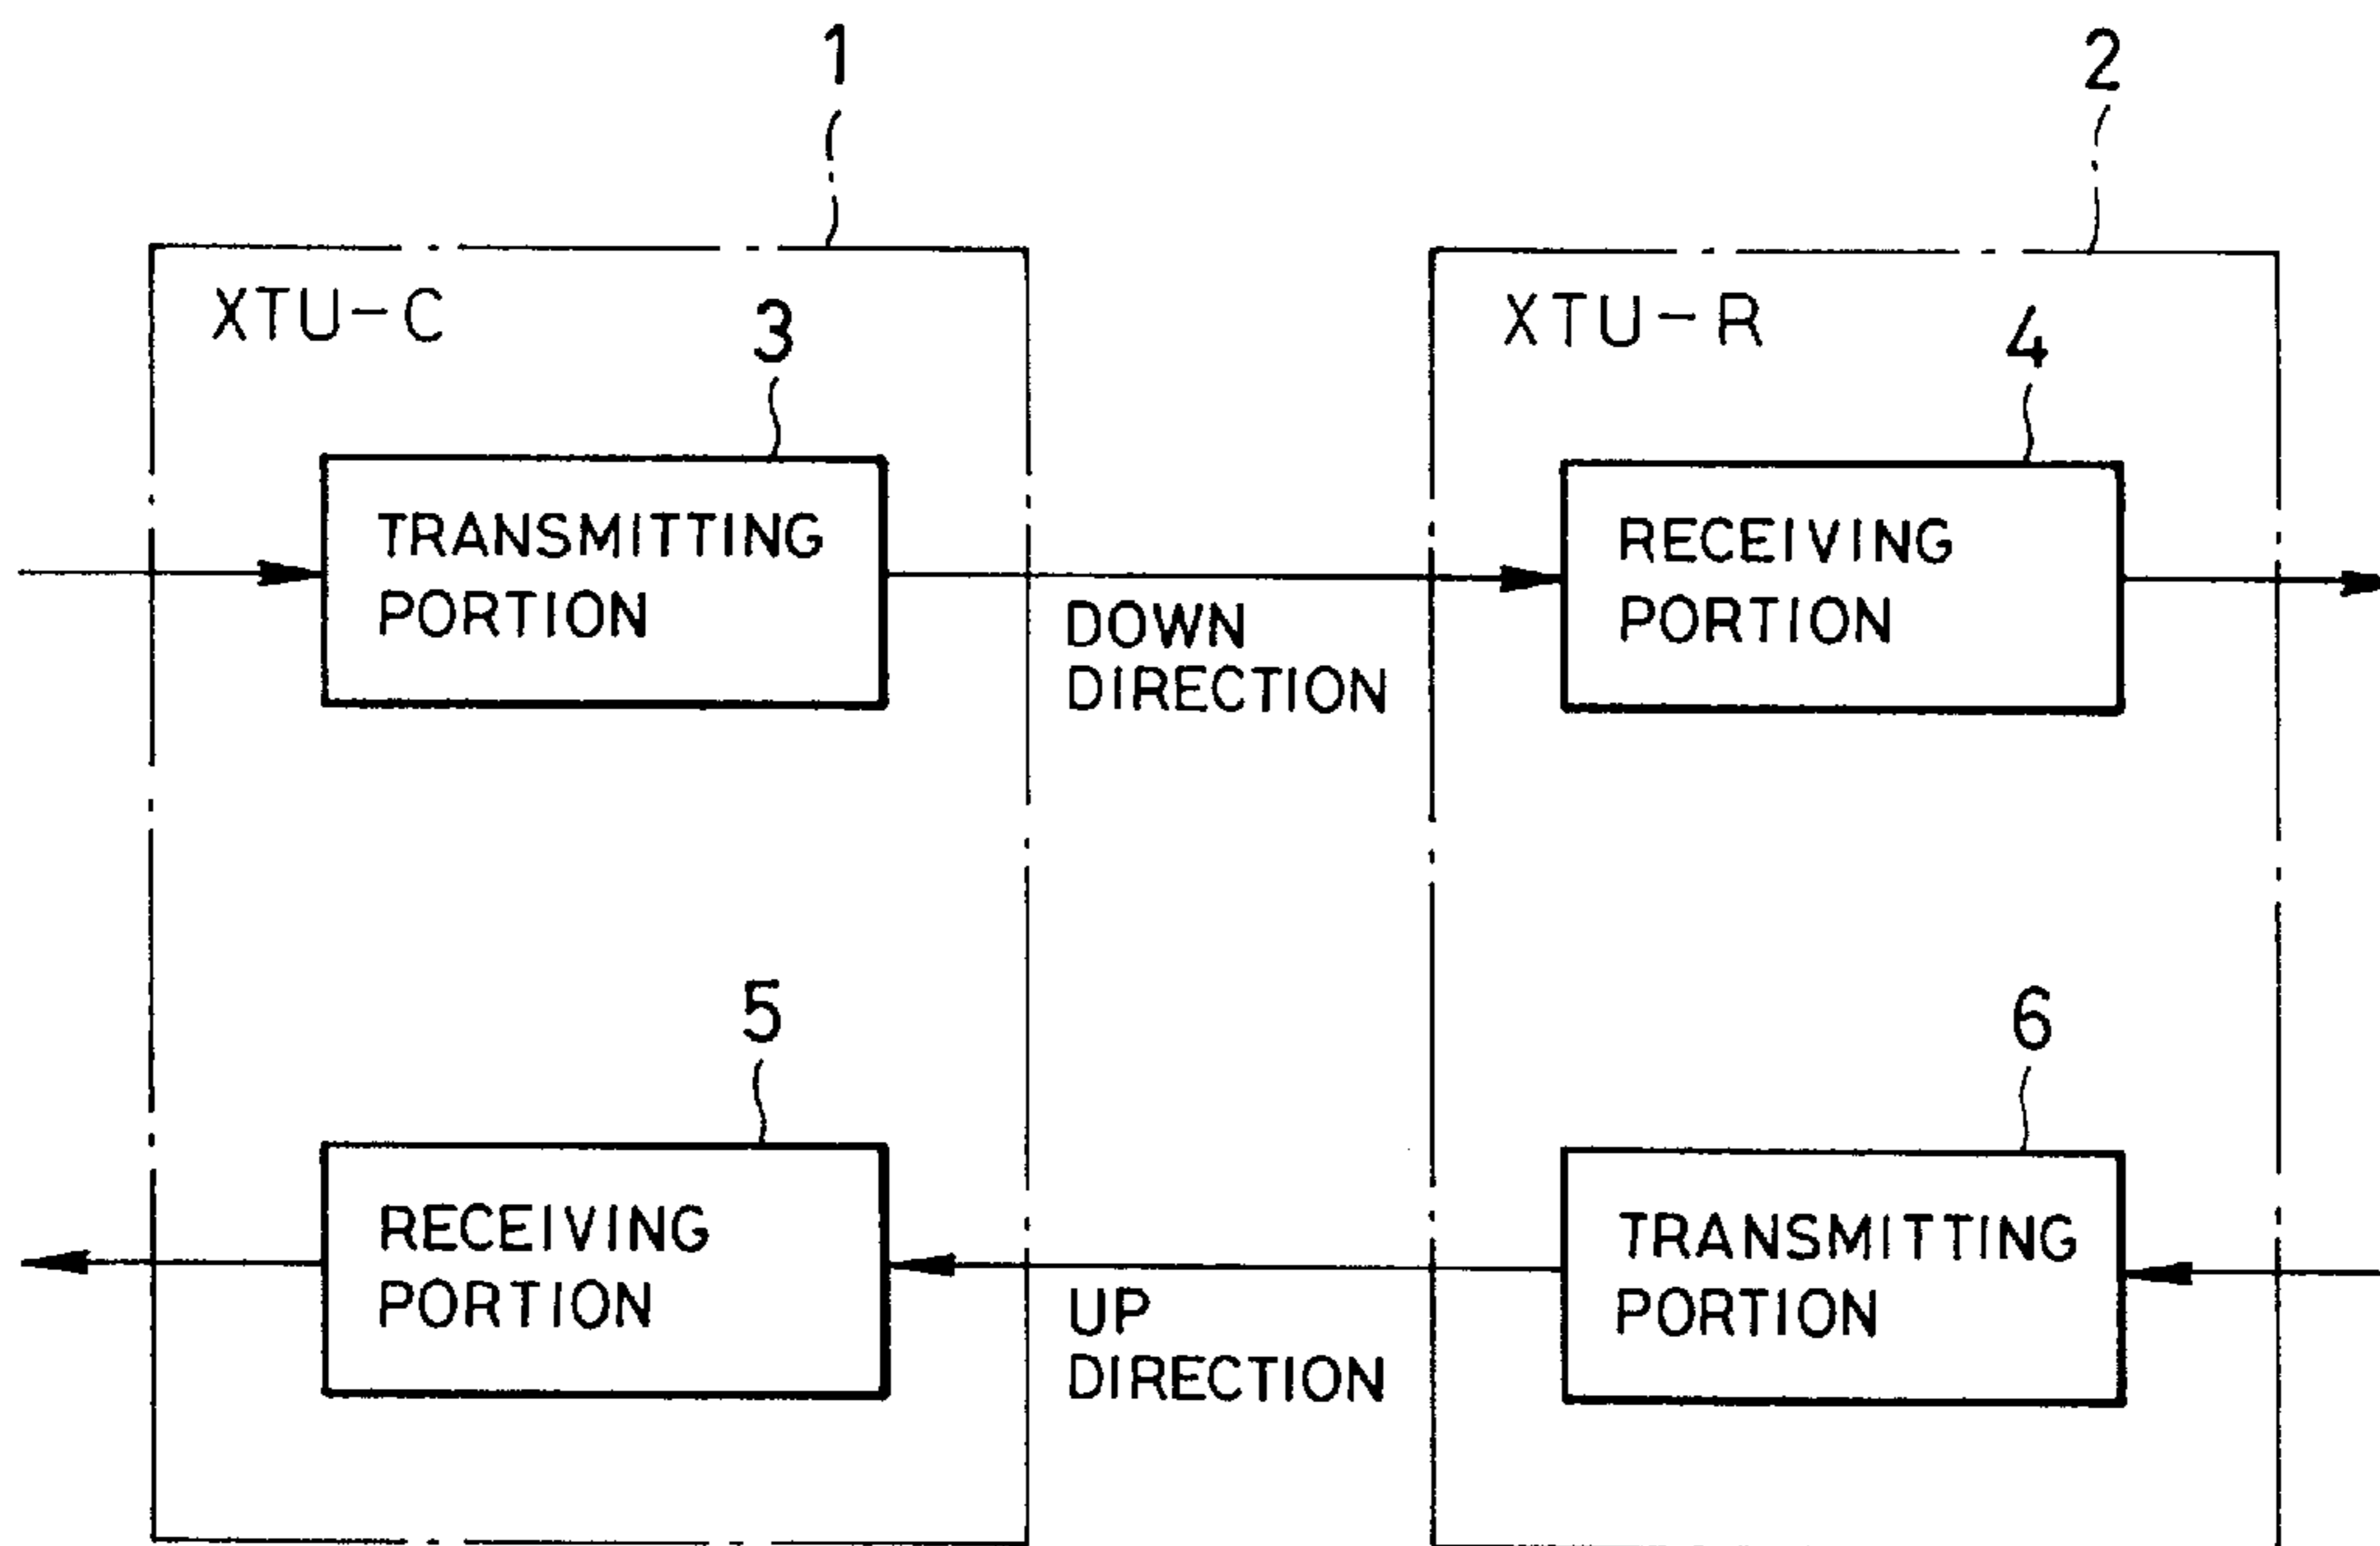 1
2
XTU-C
3
XTU-R
4
TRANSMITTING
PORTION
RECEIVING
PORTION
DOWN
DIRECTION
5
6
RECEIVING
PORTION
TRANSMITTING
PORTION
UP
DIRECTION